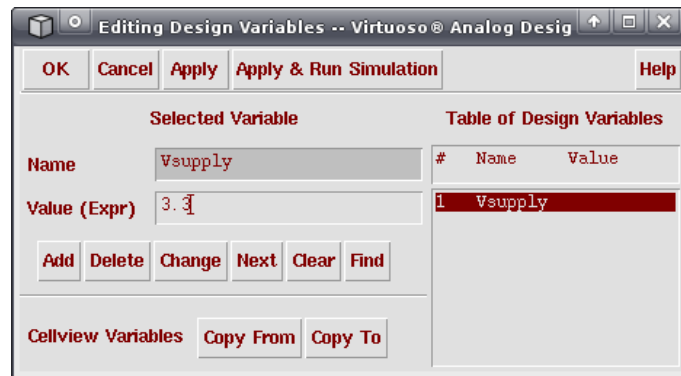 Editing Design Variables -- Virtuoso® Analog Desig
OK Cancel Apply Apply & Run Simulation Help
Selected Variable
Name Vsupply
Value (Expr) 3.3
Add Delete Change Next Clear Find
Cellview Variables Copy From Copy To
Table of Design Variables
# Name Value
1 Vsupply